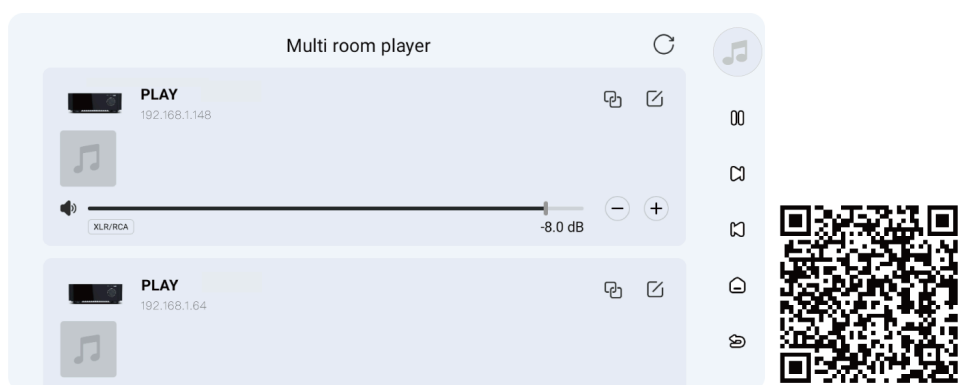 Multi room player
PLAY
192.168.1.148
XLR/RCA
-8.0 dB
PLAY
192.168.1.64